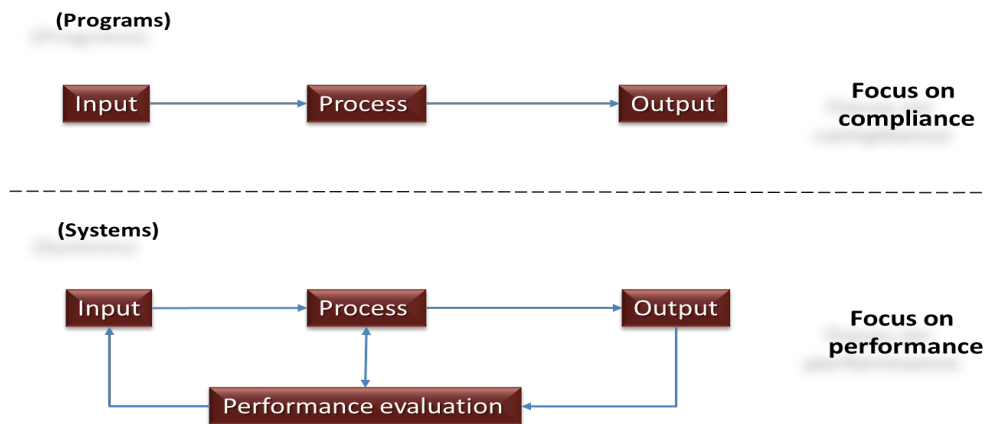 (Programs)
Input
Process
Output
Focus on
compliance
(Systems)
Input
Process
Output
Focus on
performance
Performance evaluation